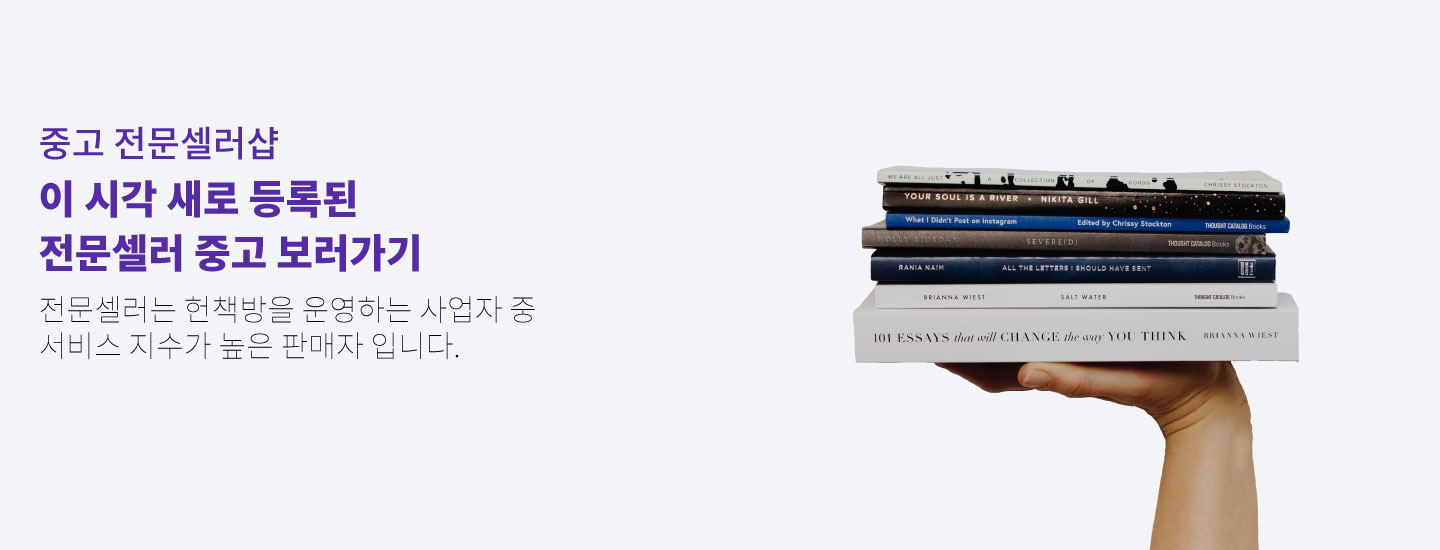 중고 전문셀러샵
이 시각 새로 등록된
전문셀러 중고 보러가기
전문셀러는 헌책방을 운영하는 사업자 중
서비스 지수가 높은 판매자 입니다.
WE ARE ALL JUST A COLLECTION OF CORDS CHRISSY STOCKTON
YOUR SOUL IS A RIVER • NIKITA GILL
What I Didn't Post on Instagram Edited by Chrissy Stockton THOUGHT CATALOG Books
HOLLY RIORDAN SEVERE(D) THOUGHT CATALOG Books
RANIA NAIM ALL THE LETTERS I SHOULD HAVE SENT
BRIANNA WIEST SALT WATER THOUGHT CATALOG Books
101 ESSAYS that will CHANGE the way YOU THINK BRIANNA WIEST